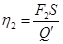 η₂ = F₂S / Q'